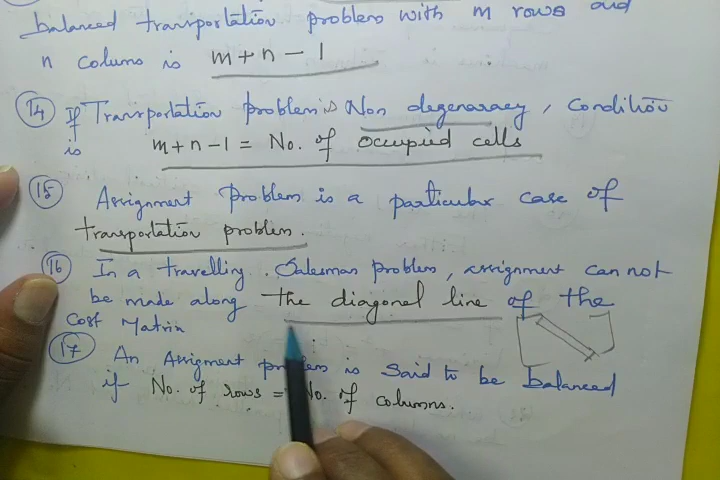 balanced transportation problem with m rows and
n colums is m+n-1
14 If Transportation problem is Non degenaracy, condition
is m+n-1 = No. of occupied cells
15 Assignment Problem is a particular case of
transportation problem.
16 In a travelling Salesman problem, assignment can not
be made along the diagonal line of the
Cost Matrix
17 An Assigment problem is said to be balanced
if No. of rows = No. of columns.